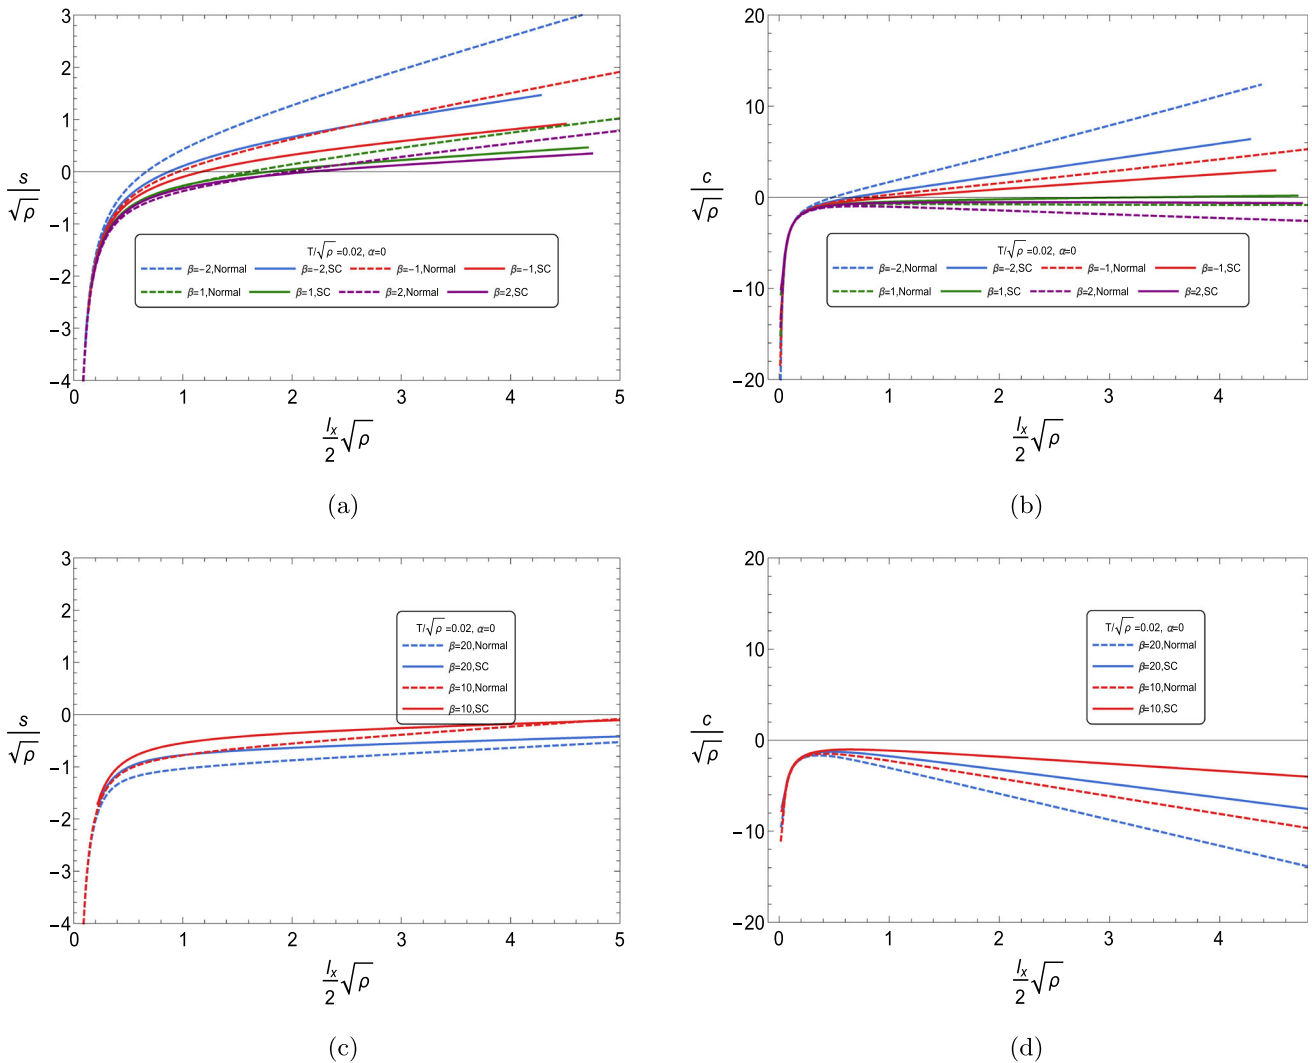 3
2
1
0
−1
−2
−3
−4
s/√ρ
T/√ρ =0.02, α=0
β=−2,Normal β=−2,SC β=−1,Normal β=−1,SC
β=1,Normal β=1,SC β=2,Normal β=2,SC
0 1 2 3 4 5
l_x/2 √ρ
(a)
20
10
0
−10
−20
c/√ρ
T/√ρ =0.02, α=0
β=−2,Normal β=−2,SC β=−1,Normal β=−1,SC
β=1,Normal β=1,SC β=2,Normal β=2,SC
0 1 2 3 4
l_x/2 √ρ
(b)
3
2
1
0
−1
−2
−3
−4
s/√ρ
T/√ρ =0.02, α=0
β=20,Normal
β=20,SC
β=10,Normal
β=10,SC
0 1 2 3 4 5
l_x/2 √ρ
(c)
20
10
0
−10
−20
c/√ρ
T/√ρ =0.02, α=0
β=20,Normal
β=20,SC
β=10,Normal
β=10,SC
0 1 2 3 4
l_x/2 √ρ
(d)